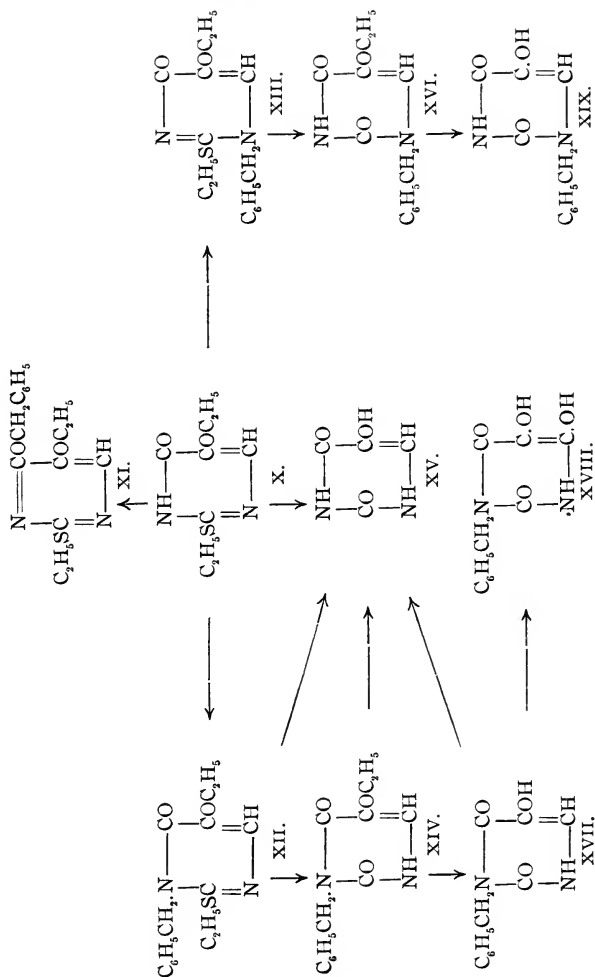 N=====COCH₂C₆H₅
C₂H₅SC COC₂H₅
N——CH
XI.
C₆H₅CH₂.N——CO
C₂H₅SC COC₂H₅
N——CH
XII.
NH——CO
C₂H₅SC COC₂H₅
N——CH
X.
N——CO
C₂H₅SC COC₂H₅
C₆H₅CH₂N——CH
XIII.
C₆H₅CH₂.N——CO
CO COC₂H₅
NH——CH
XIV.
NH——CO
CO COH
NH——CH
XV.
NH——CO
CO COC₂H₅
C₆H₅CH₂N——CH
XVI.
C₆H₅CH₂N——CO
CO COH
NH——CH
XVII.
C₆H₅CH₂N——CO
CO C.OH
.NH——C.OH
XVIII.
NH——CO
CO C.OH
C₆H₅CH₂N——CH
XIX.